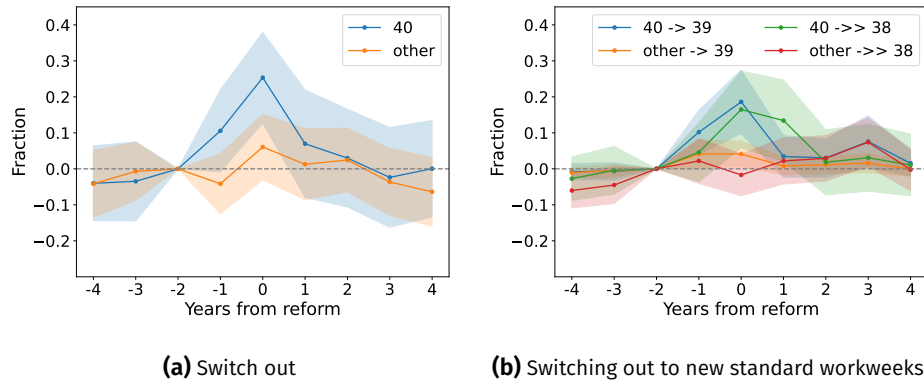 40
other
Fraction
0.4
0.3
0.2
0.1
0.0
−0.1
−0.2
-4 -3 -2 -1 0 1 2 3 4
Years from reform
(a) Switch out
40 -> 39
other -> 39
40 ->> 38
other ->> 38
Fraction
0.4
0.3
0.2
0.1
0.0
−0.1
−0.2
-4 -3 -2 -1 0 1 2 3 4
Years from reform
(b) Switching out to new standard workweeks